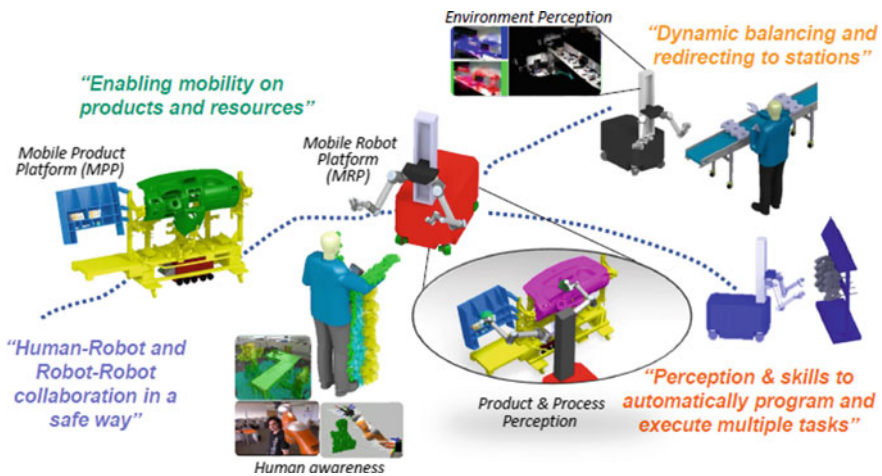 Environment Perception
“Dynamic balancing and
redirecting to stations”
“Enabling mobility on
products and resources”
Mobile Product
Platform (MPP)
Mobile Robot
Platform
(MRP)
“Human-Robot and
Robot-Robot
collaboration in a
safe way”
Human awareness
Product & Process
Perception
“Perception & skills to
automatically program and
execute multiple tasks”